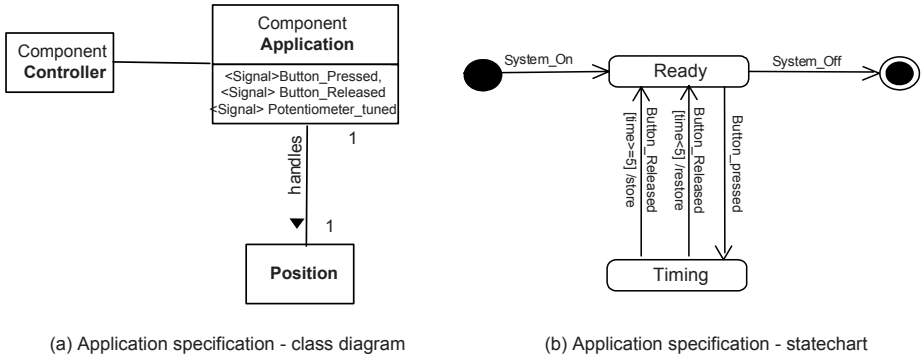 Component
Controller
Component
Application
<Signal>Button_Pressed,
<Signal> Button_Released
<Signal> Potentiometer_tuned
1
handles
1
Position
(a) Application specification - class diagram
System_On
Ready
System_Off
Button_Released
[time>=5] /store
Button_Released
[time<5] /restore
Button_pressed
Timing
(b) Application specification - statechart